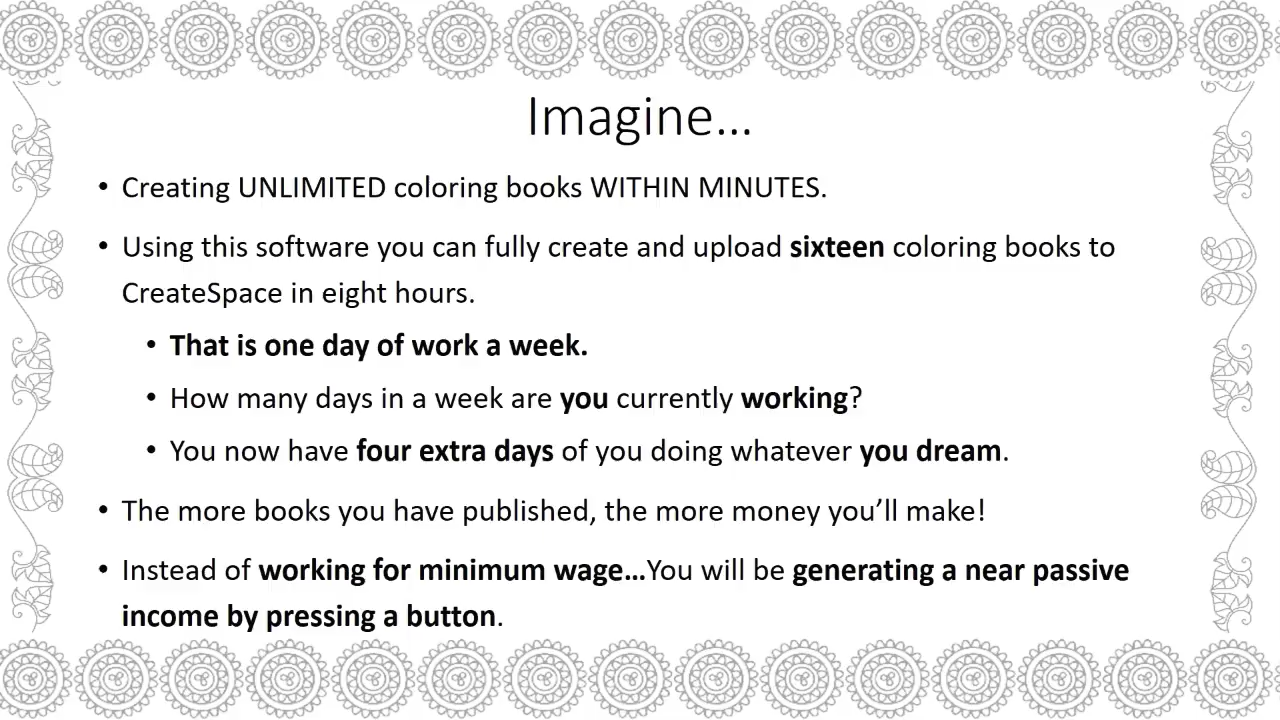 Imagine…
• Creating UNLIMITED coloring books WITHIN MINUTES.
• Using this software you can fully create and upload sixteen coloring books to
CreateSpace in eight hours.
• That is one day of work a week.
• How many days in a week are you currently working?
• You now have four extra days of you doing whatever you dream.
• The more books you have published, the more money you’ll make!
• Instead of working for minimum wage…You will be generating a near passive
income by pressing a button.